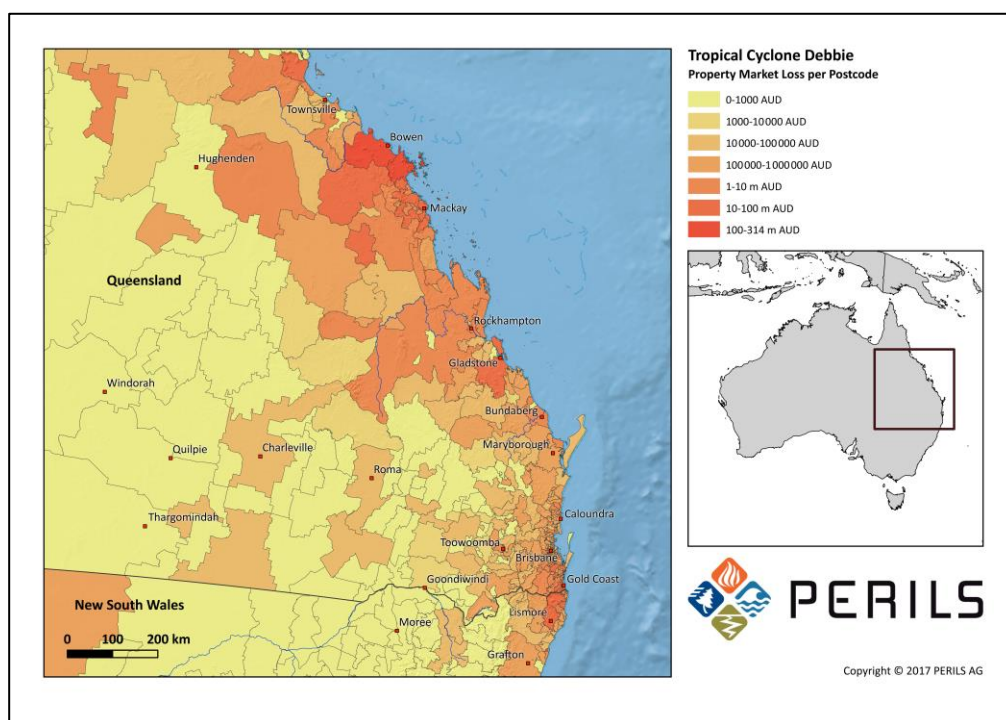 Tropical Cyclone Debbie
Property Market Loss per Postcode
0-1000 AUD
1000-10000 AUD
10000-100000 AUD
100000-1000000 AUD
1-10 m AUD
10-100 m AUD
100-314 m AUD
Townsville
Bowen
Hughenden
Mackay
Queensland
Rockhampton
Gladstone
Windorah
Bundaberg
Maryborough
Quilpie
Charleville
Roma
Thargomindah
Caloundra
Toowoomba
Brisbane
Goondiwindi
Gold Coast
New South Wales
Lismore
Moree
0 100 200 km
Grafton
PERILS
Copyright © 2017 PERILS AG